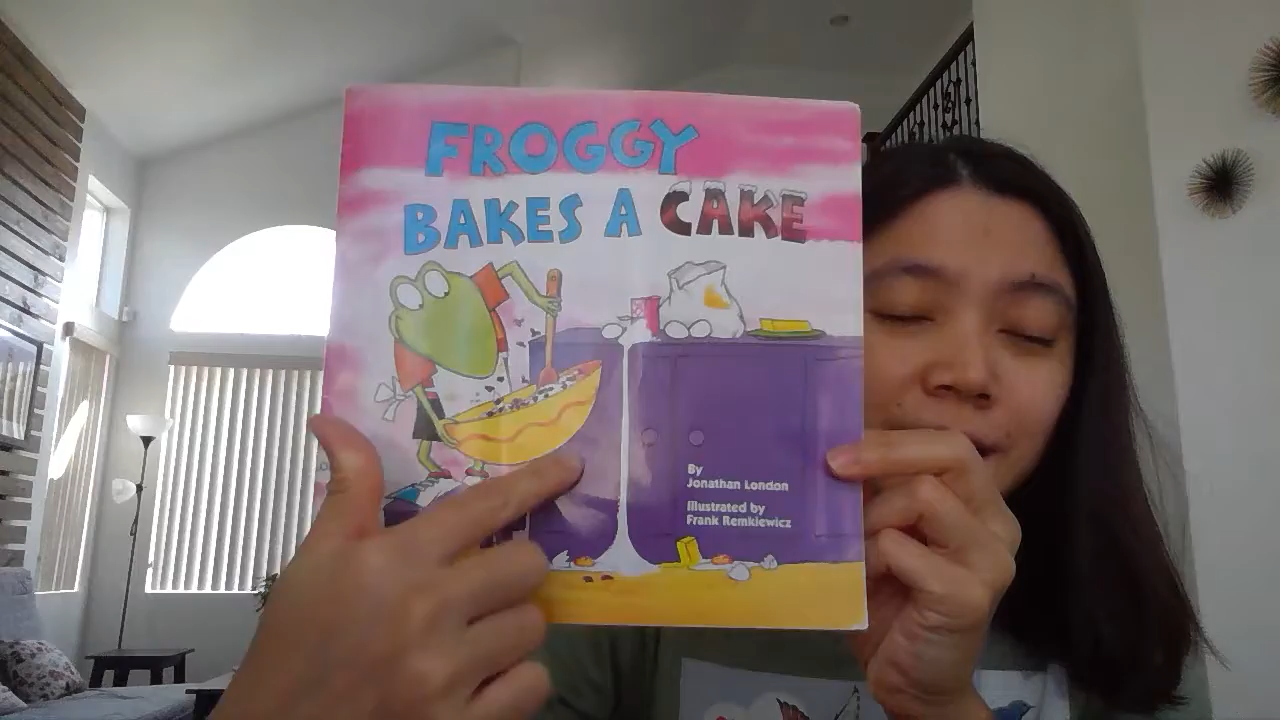 FROGGY
BAKES A CAKE
By
Jonathan London
Illustrated by
Frank Remkiewicz